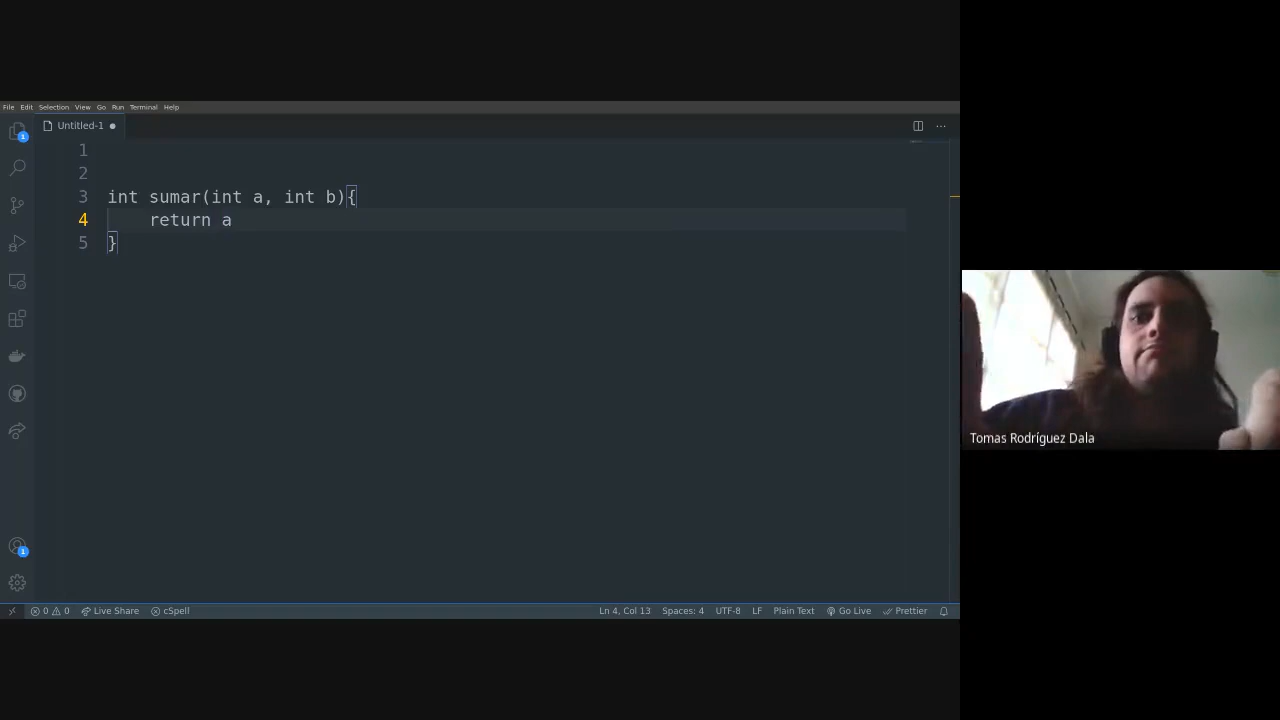 File Edit Selection View Go Run Terminal Help
1
Untitled-1
1
2
3 int sumar(int a, int b){
4 return a
5 }
Tomas Rodríguez Dala
1
0 0 Live Share cSpell Ln 4, Col 13 Spaces: 4 UTF-8 LF Plain Text Go Live Prettier